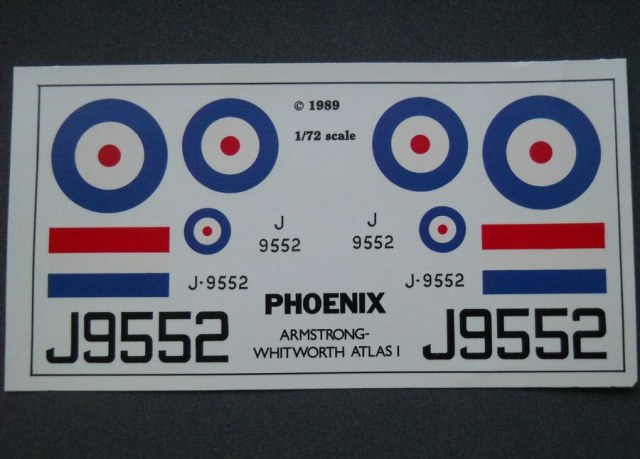 © 1989
1/72 scale
J
9552
J
9552
J·9552
J·9552
PHOENIX
J9552
ARMSTRONG-
WHITWORTH ATLAS I
J9552